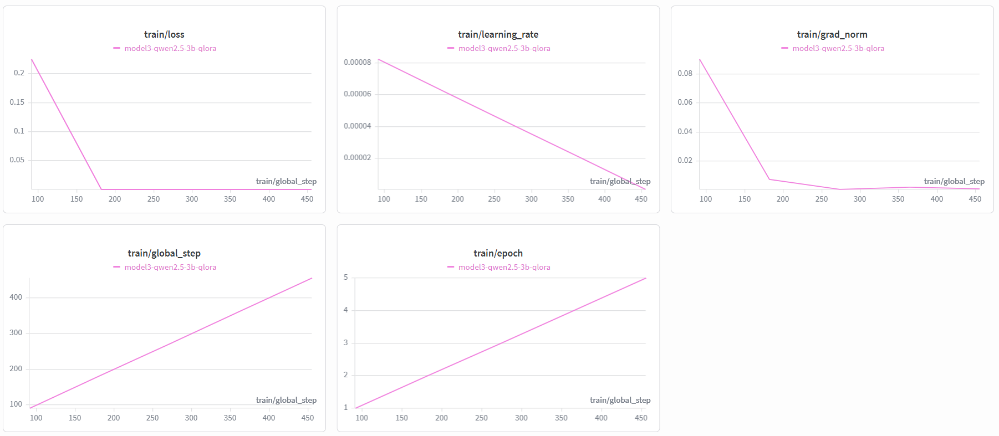 train/loss
model3-qwen2.5-3b-qlora
0.2
0.15
0.1
0.05
train/global_step
100 150 200 250 300 350 400 450
train/learning_rate
model3-qwen2.5-3b-qlora
0.00008
0.00006
0.00004
0.00002
train/global_step
100 150 200 250 300 350 400 450
train/grad_norm
model3-qwen2.5-3b-qlora
0.08
0.06
0.04
0.02
train/global_step
100 150 200 250 300 350 400 450
train/global_step
model3-qwen2.5-3b-qlora
400
300
200
100
train/global_step
100 150 200 250 300 350 400 450
train/epoch
model3-qwen2.5-3b-qlora
5
4
3
2
1
train/global_step
100 150 200 250 300 350 400 450